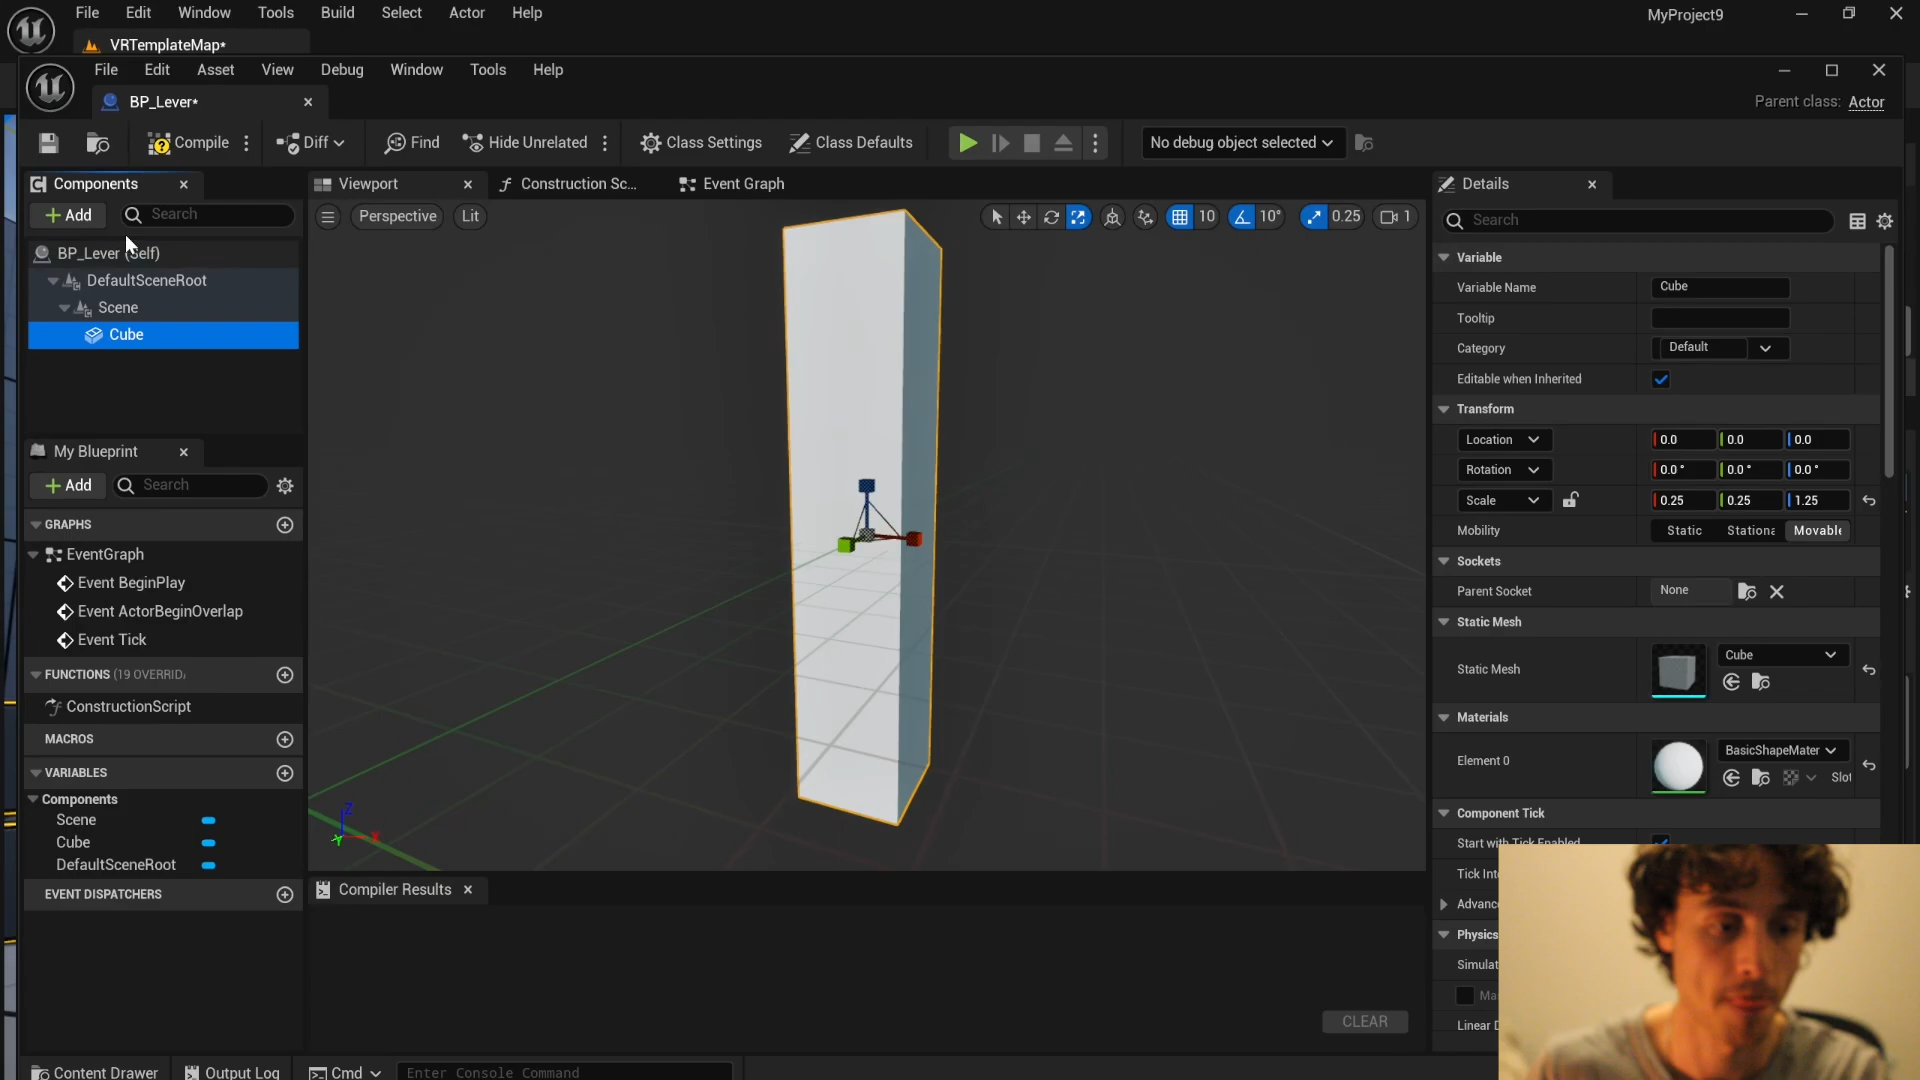 File Edit Window Tools Build Select Actor Help
MyProject9
VRTemplateMap*
File Edit Asset View Debug Window Tools Help
BP_Lever*
Parent class: Actor
Compile Diff Find Hide Unrelated Class Settings Class Defaults No debug object selected
Components
Viewport
Construction Sc...
Event Graph
Details
Add
Search
Perspective
Lit
10
10°
0.25
1
Search
BP_Lever (Self)
DefaultSceneRoot
Scene
Cube
Variable
Variable Name Cube
Tooltip
Category Default
Editable when Inherited
Transform
Location 0.0 0.0 0.0
Rotation 0.0° 0.0° 0.0°
Scale 0.25 0.25 1.25
Mobility Static Stationa Movable
Sockets
Parent Socket None
Static Mesh
Static Mesh Cube
Materials
Element 0 BasicShapeMater
Slot
Component Tick
Start with Tick Enabled
Tick Int
Advanc
Physics
Simulat
Ma
Linear D
My Blueprint
Add
Search
GRAPHS
EventGraph
Event BeginPlay
Event ActorBeginOverlap
Event Tick
FUNCTIONS (19 OVERRID
ConstructionScript
MACROS
VARIABLES
Components
Scene
Cube
DefaultSceneRoot
EVENT DISPATCHERS
Z
X
Y
Compiler Results
CLEAR
Content Drawer Output Log Cmd Enter Console Command